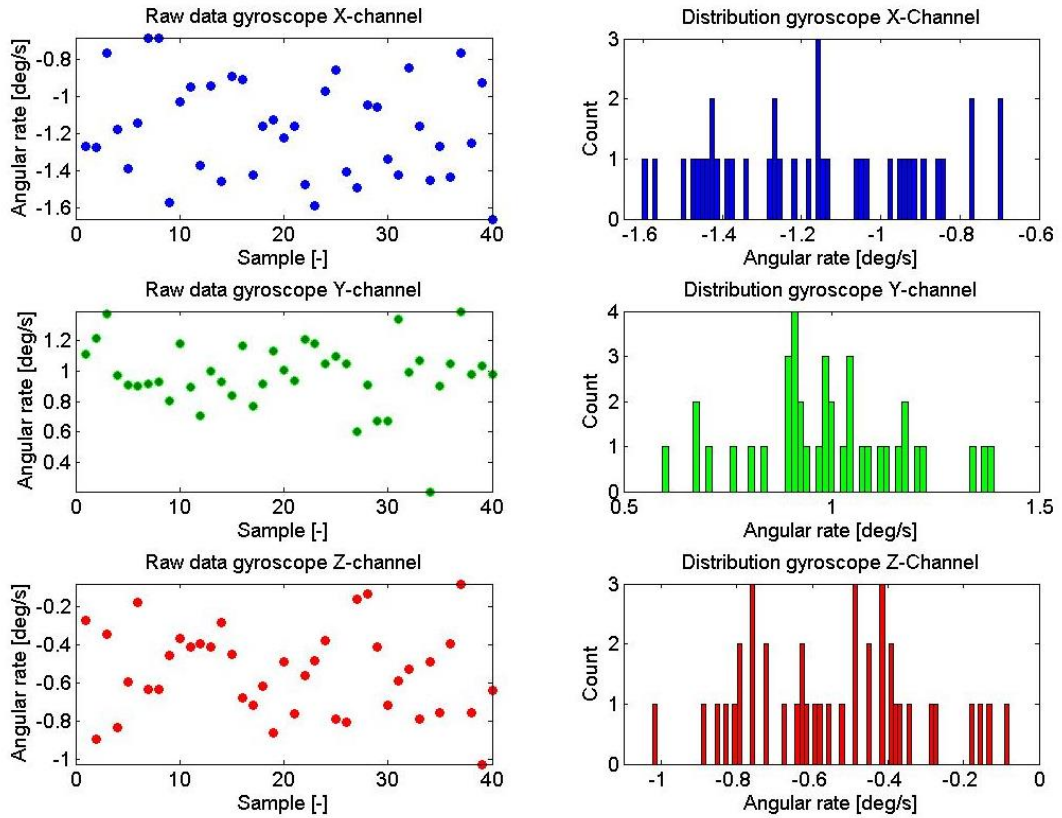 Raw data gyroscope X-channel
Angular rate [deg/s]
-0.8
-1
-1.2
-1.4
-1.6
0 10 20 30 40
Sample [-]
Distribution gyroscope X-Channel
Count
3
2
1
0
-1.6 -1.4 -1.2 -1 -0.8 -0.6
Angular rate [deg/s]
Raw data gyroscope Y-channel
Angular rate [deg/s]
1.2
1
0.8
0.6
0.4
0 10 20 30 40
Sample [-]
Distribution gyroscope Y-channel
Count
4
3
2
1
0
0.5 1 1.5
Angular rate [deg/s]
Raw data gyroscope Z-channel
Angular rate [deg/s]
-0.2
-0.4
-0.6
-0.8
-1
0 10 20 30 40
Sample [-]
Distribution gyroscope Z-Channel
Count
3
2
1
0
-1 -0.8 -0.6 -0.4 -0.2 0
Angular rate [deg/s]